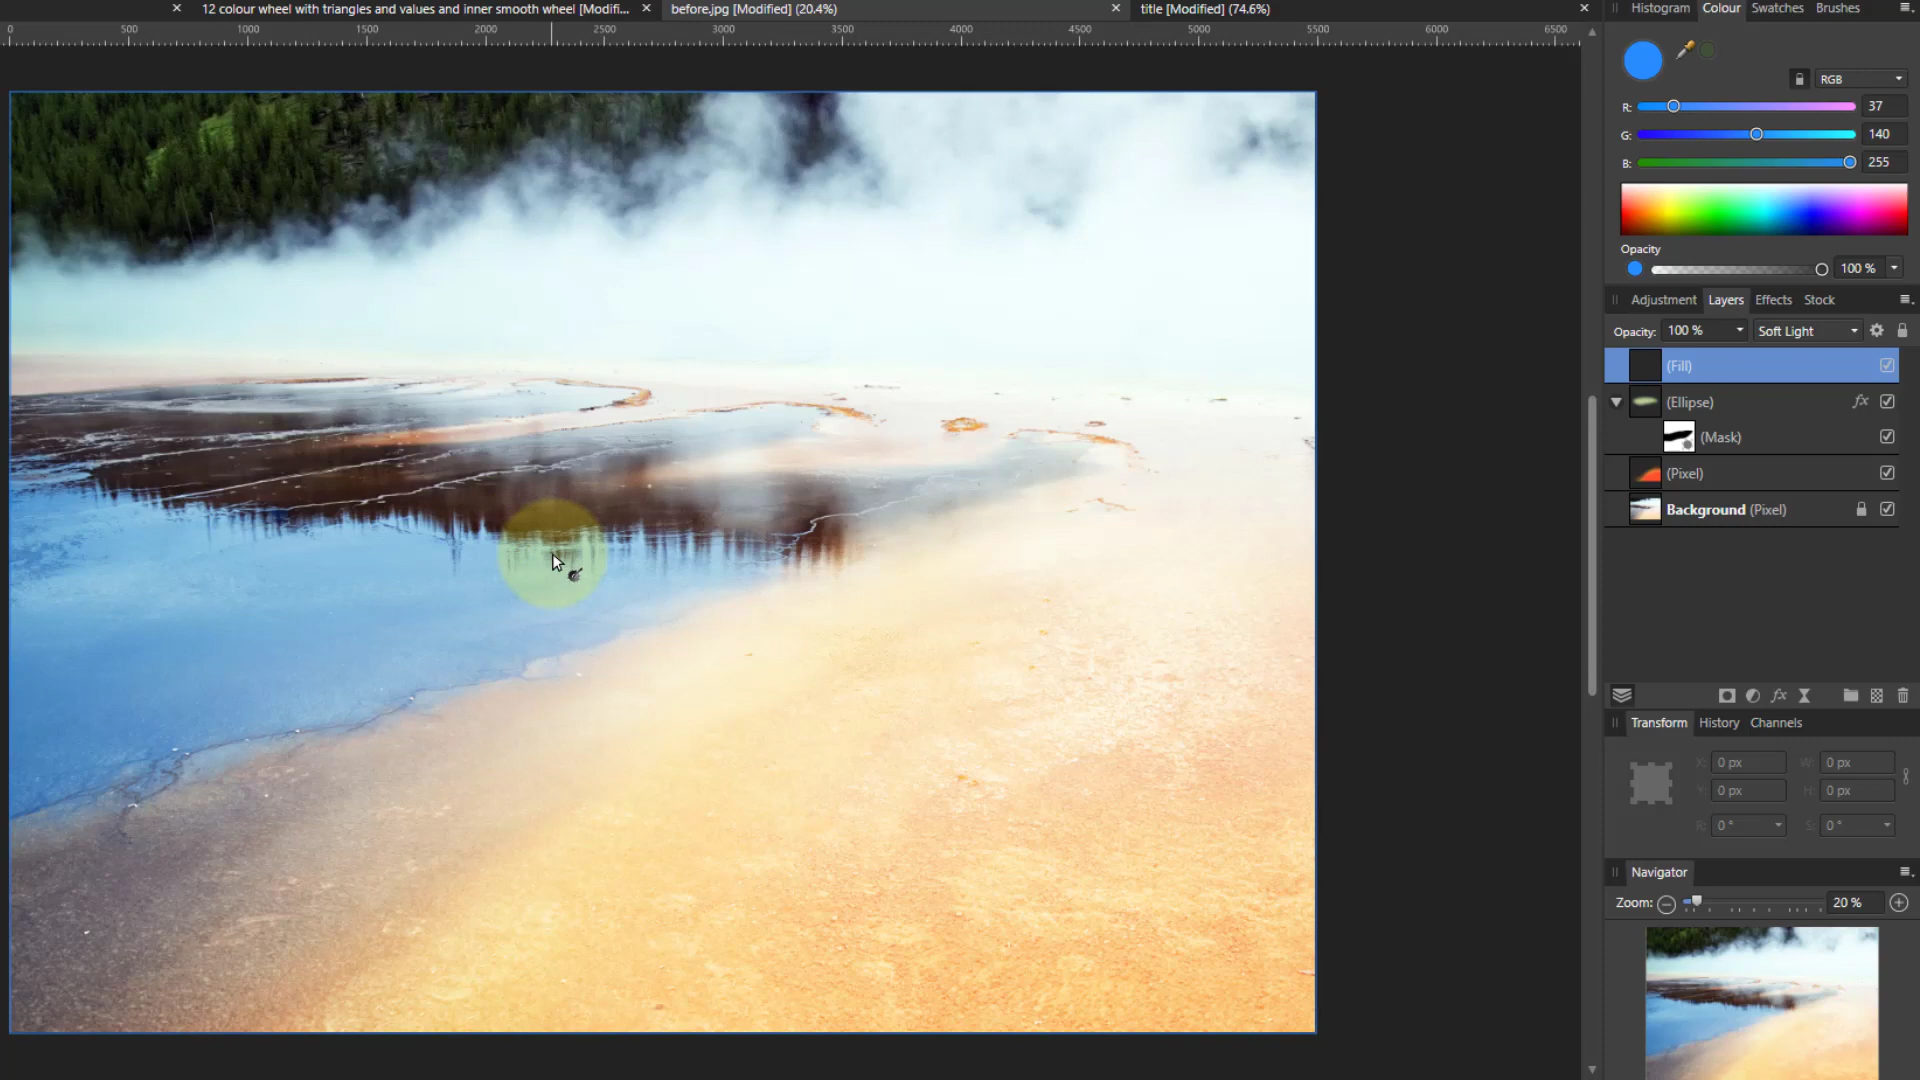 12 colour wheel with triangles and values and inner smooth wheel [Modifi...
before.jpg [Modified] (20.4%)
title [Modified] (74.6%)
0 500 1000 1500 2000 2500 3000 3500 4000 4500 5000 5500 6000 6500
Histogram Colour Swatches Brushes
RGB
R: 37
G: 140
B: 255
Opacity
100 %
Adjustment Layers Effects Stock
Opacity: 100 % Soft Light
(Fill)
(Ellipse) fx
(Mask)
(Pixel)
Background (Pixel)
fx
Transform History Channels
X: 0 px W: 0 px
Y: 0 px H: 0 px
R: 0 ° S: 0 °
Navigator
Zoom: 20 %